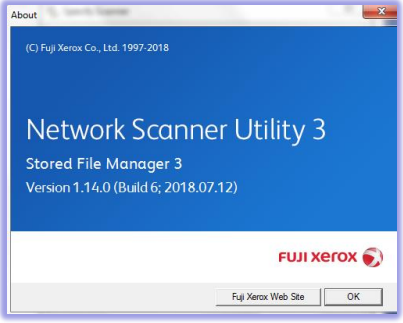 About
(C) Fuji Xerox Co., Ltd. 1997-2018
Network Scanner Utility 3
Stored File Manager 3
Version 1.14.0 (Build 6; 2018.07.12)
FUJI xerox
Fuji Xerox Web Site
OK